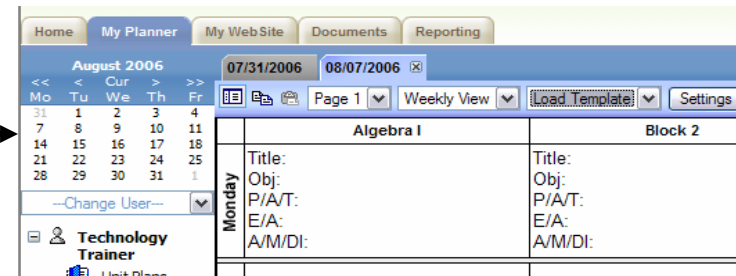 Home My Planner My WebSite Documents Reporting
August 2006
<< < Cur > >>
Mo Tu We Th Fr
31 1 2 3 4
7 8 9 10 11
14 15 16 17 18
21 22 23 24 25
28 29 30 31 1
---Change User---
Technology
Trainer
Unit Plans
07/31/2006 08/07/2006
Page 1 Weekly View Load Template Settings
Algebra I Block 2
Monday
Title: Title:
Obj: Obj:
P/A/T: P/A/T:
E/A: E/A:
A/M/DI: A/M/DI: